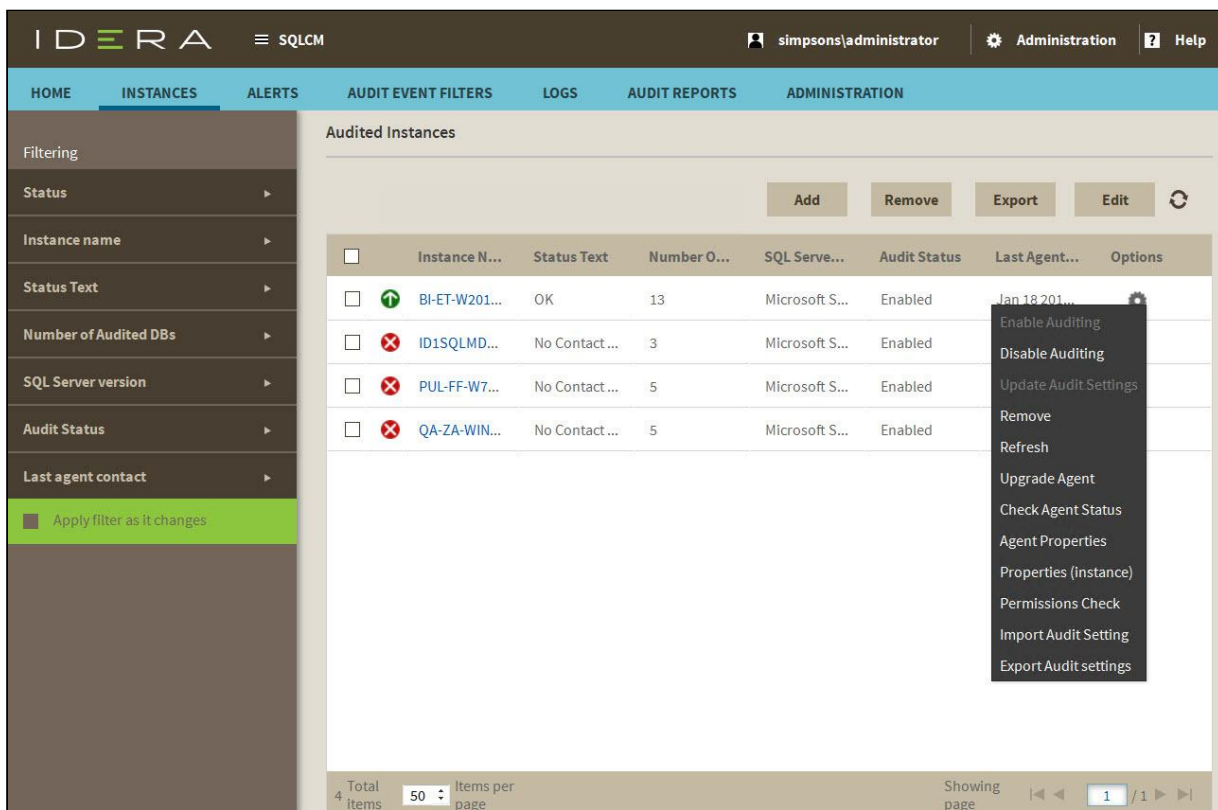 IDERA ≡ SQLCM simpsons\administrator Administration ? Help
HOME INSTANCES ALERTS AUDIT EVENT FILTERS LOGS AUDIT REPORTS ADMINISTRATION
Audited Instances
Filtering
Status
Instance name
Status Text
Number of Audited DBs
SQL Server version
Audit Status
Last agent contact
Apply filter as it changes
Add Remove Export Edit
Instance N... Status Text Number O... SQL Serve... Audit Status Last Agent... Options
BI-ET-W201... OK 13 Microsoft S... Enabled Jan 18 201...
ID1SQLMD... No Contact ... 3 Microsoft S... Enabled
PUL-FF-W7... No Contact ... 5 Microsoft S... Enabled
QA-ZA-WIN... No Contact ... 5 Microsoft S... Enabled
Enable Auditing
Disable Auditing
Update Audit Settings
Remove
Refresh
Upgrade Agent
Check Agent Status
Agent Properties
Properties (instance)
Permissions Check
Import Audit Setting
Export Audit settings
4 Total items 50 Items per page Showing page 1 / 1